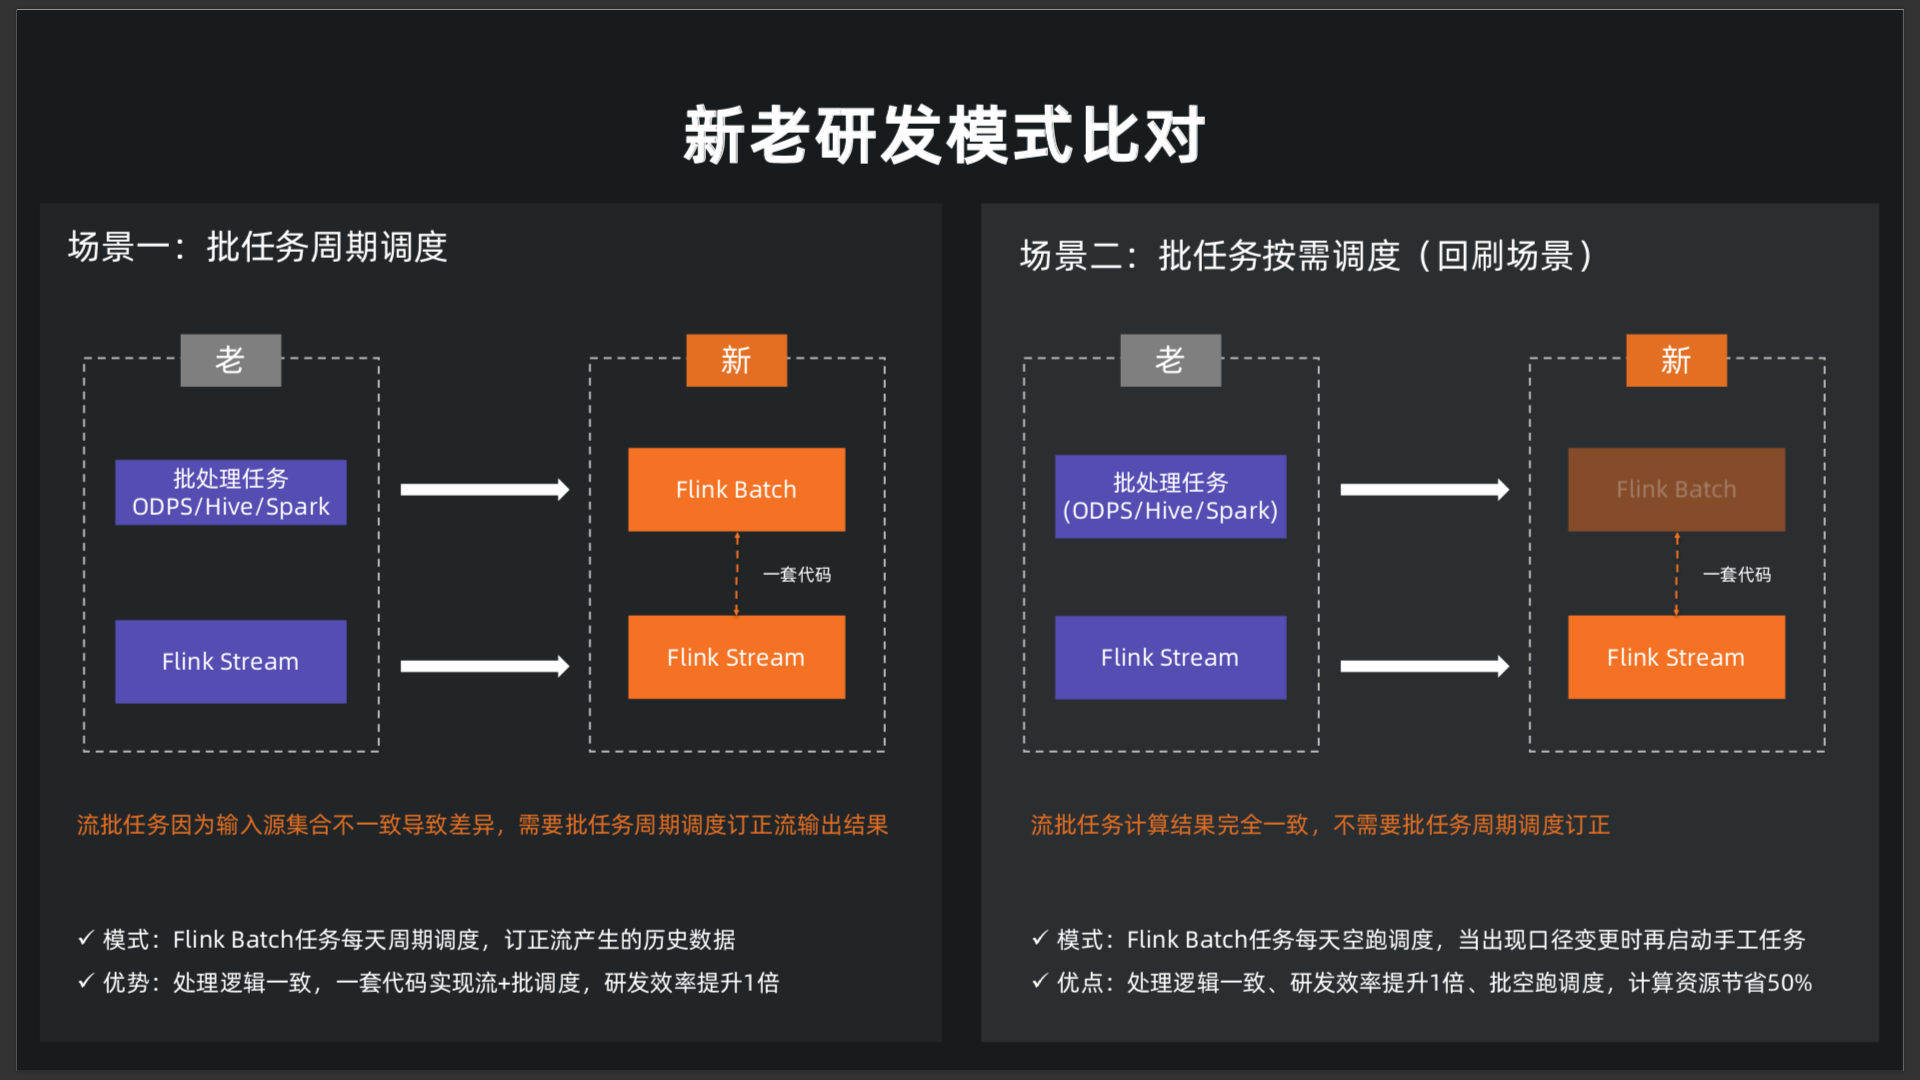 新老研发模式比对
场景一：批任务周期调度
老
新
批处理任务
ODPS/Hive/Spark
Flink Batch
一套代码
Flink Stream
Flink Stream
流批任务因为输入源集合不一致导致差异，需要批任务周期调度订正流输出结果
✓ 模式：Flink Batch任务每天周期调度，订正流产生的历史数据
✓ 优势：处理逻辑一致，一套代码实现流+批调度，研发效率提升1倍
场景二：批任务按需调度（回刷场景）
老
新
批处理任务
(ODPS/Hive/Spark)
Flink Batch
一套代码
Flink Stream
Flink Stream
流批任务计算结果完全一致，不需要批任务周期调度订正
✓ 模式：Flink Batch任务每天空跑调度，当出现口径变更时再启动手工任务
✓ 优点：处理逻辑一致、研发效率提升1倍、批空跑调度，计算资源节省50%